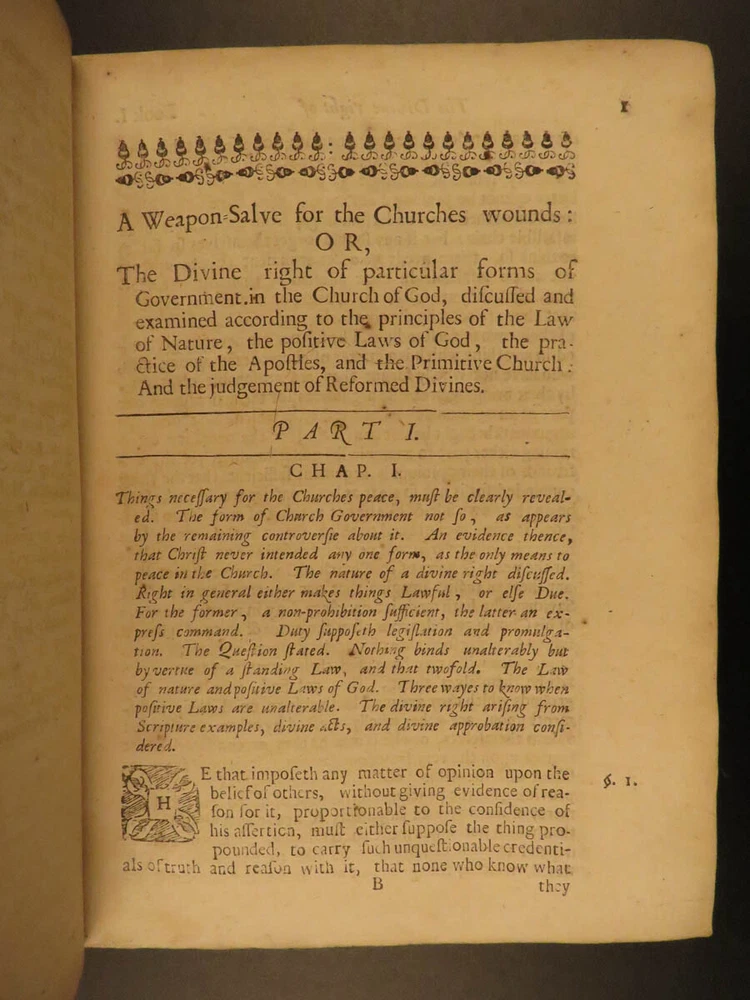 1
A Weapon-Salve for the Churches wounds:
OR,
The Divine right of particular forms of
Government.in the Church of God, diſcuſſed and
examined according to the principles of the Law
of Nature, the poſitive Laws of God, the pra-
ctice of the Apoſtles, and the Primitive Church:
And the judgement of Reformed Divines.
PART I.
CHAP. I.
Things neceſſary for the Churches peace, muſt be clearly reveal-
ed. The form of Church Government not ſo, as appears
by the remaining controverſie about it. An evidence thence,
that Chriſt never intended any one form, as the only means to
peace in the Church. The nature of a divine right diſcuſſed.
Right in general either makes things Lawful, or elſe Due.
For the former, a non-prohibition ſufficient, the latter an ex-
preſs command. Duty ſuppoſeth legiſlation and promulga-
tion. The Queſtion ſtated. Nothing binds unalterably but
by vertue of a ſtanding Law, and that twofold. The Law
of nature and poſitive Laws of God. Three wayes to know when
poſitive Laws are unalterable. The divine right ariſing from
Scripture examples, divine acts, and divine approbation conſi-
dered.
HE that impoſeth any matter of opinion upon the
belief of others, without giving evidence of rea-
ſon for it, proportionable to the confidence of
his aſſertion, muſt either ſuppoſe the thing pro-
pounded, to carry ſuch unqueſtionable credenti-
als of truth and reaſon with it, that none who know what
§. 1.
B
they